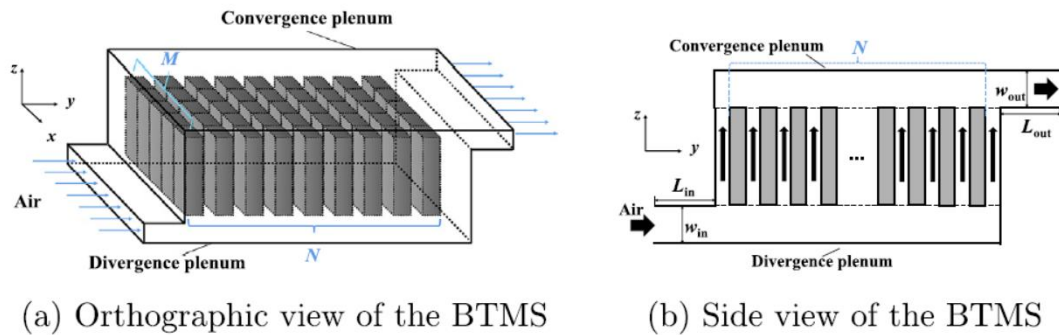 Convergence plenum
M
z
y
x
Air
N
Divergence plenum
Convergence plenum
N
w_out
z
y
L_out
...
L_in
Air
w_in
Divergence plenum
(a) Orthographic view of the BTMS
(b) Side view of the BTMS